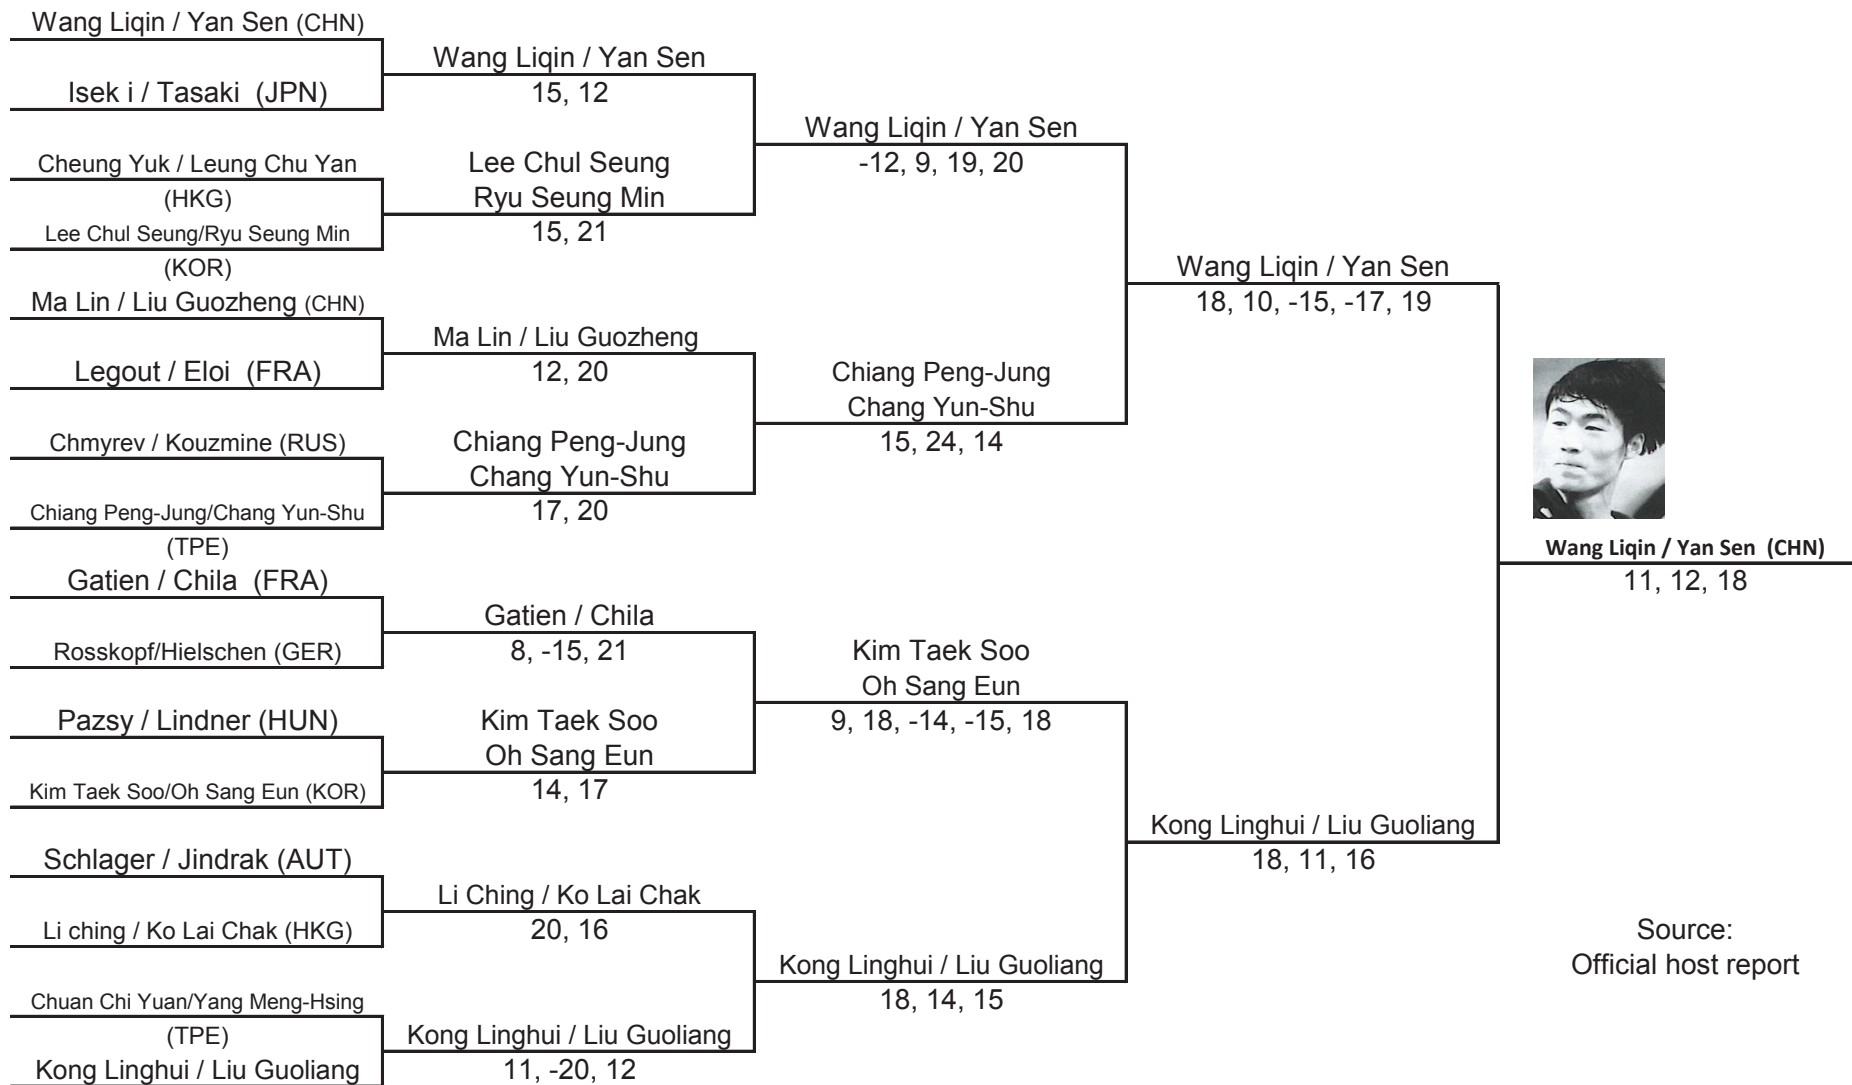 Wang Liqin / Yan Sen (CHN)
Isek i / Tasaki (JPN)
Cheung Yuk / Leung Chu Yan
(HKG)
Lee Chul Seung/Ryu Seung Min
(KOR)
Ma Lin / Liu Guozheng (CHN)
Legout / Eloi (FRA)
Chmyrev / Kouzmine (RUS)
Chiang Peng-Jung/Chang Yun-Shu
(TPE)
Gatien / Chila (FRA)
Rosskopf/Hielschen (GER)
Pazsy / Lindner (HUN)
Kim Taek Soo/Oh Sang Eun (KOR)
Schlager / Jindrak (AUT)
Li ching / Ko Lai Chak (HKG)
Chuan Chi Yuan/Yang Meng-Hsing
(TPE)
Kong Linghui / Liu Guoliang
Wang Liqin / Yan Sen
15, 12
Lee Chul Seung
Ryu Seung Min
15, 21
Ma Lin / Liu Guozheng
12, 20
Chiang Peng-Jung
Chang Yun-Shu
17, 20
Gatien / Chila
8, -15, 21
Kim Taek Soo
Oh Sang Eun
14, 17
Li Ching / Ko Lai Chak
20, 16
Kong Linghui / Liu Guoliang
11, -20, 12
Wang Liqin / Yan Sen
-12, 9, 19, 20
Chiang Peng-Jung
Chang Yun-Shu
15, 24, 14
Kim Taek Soo
Oh Sang Eun
9, 18, -14, -15, 18
Kong Linghui / Liu Guoliang
18, 14, 15
Wang Liqin / Yan Sen
18, 10, -15, -17, 19
Kong Linghui / Liu Guoliang
18, 11, 16
Wang Liqin / Yan Sen (CHN)
11, 12, 18
Source:
Official host report